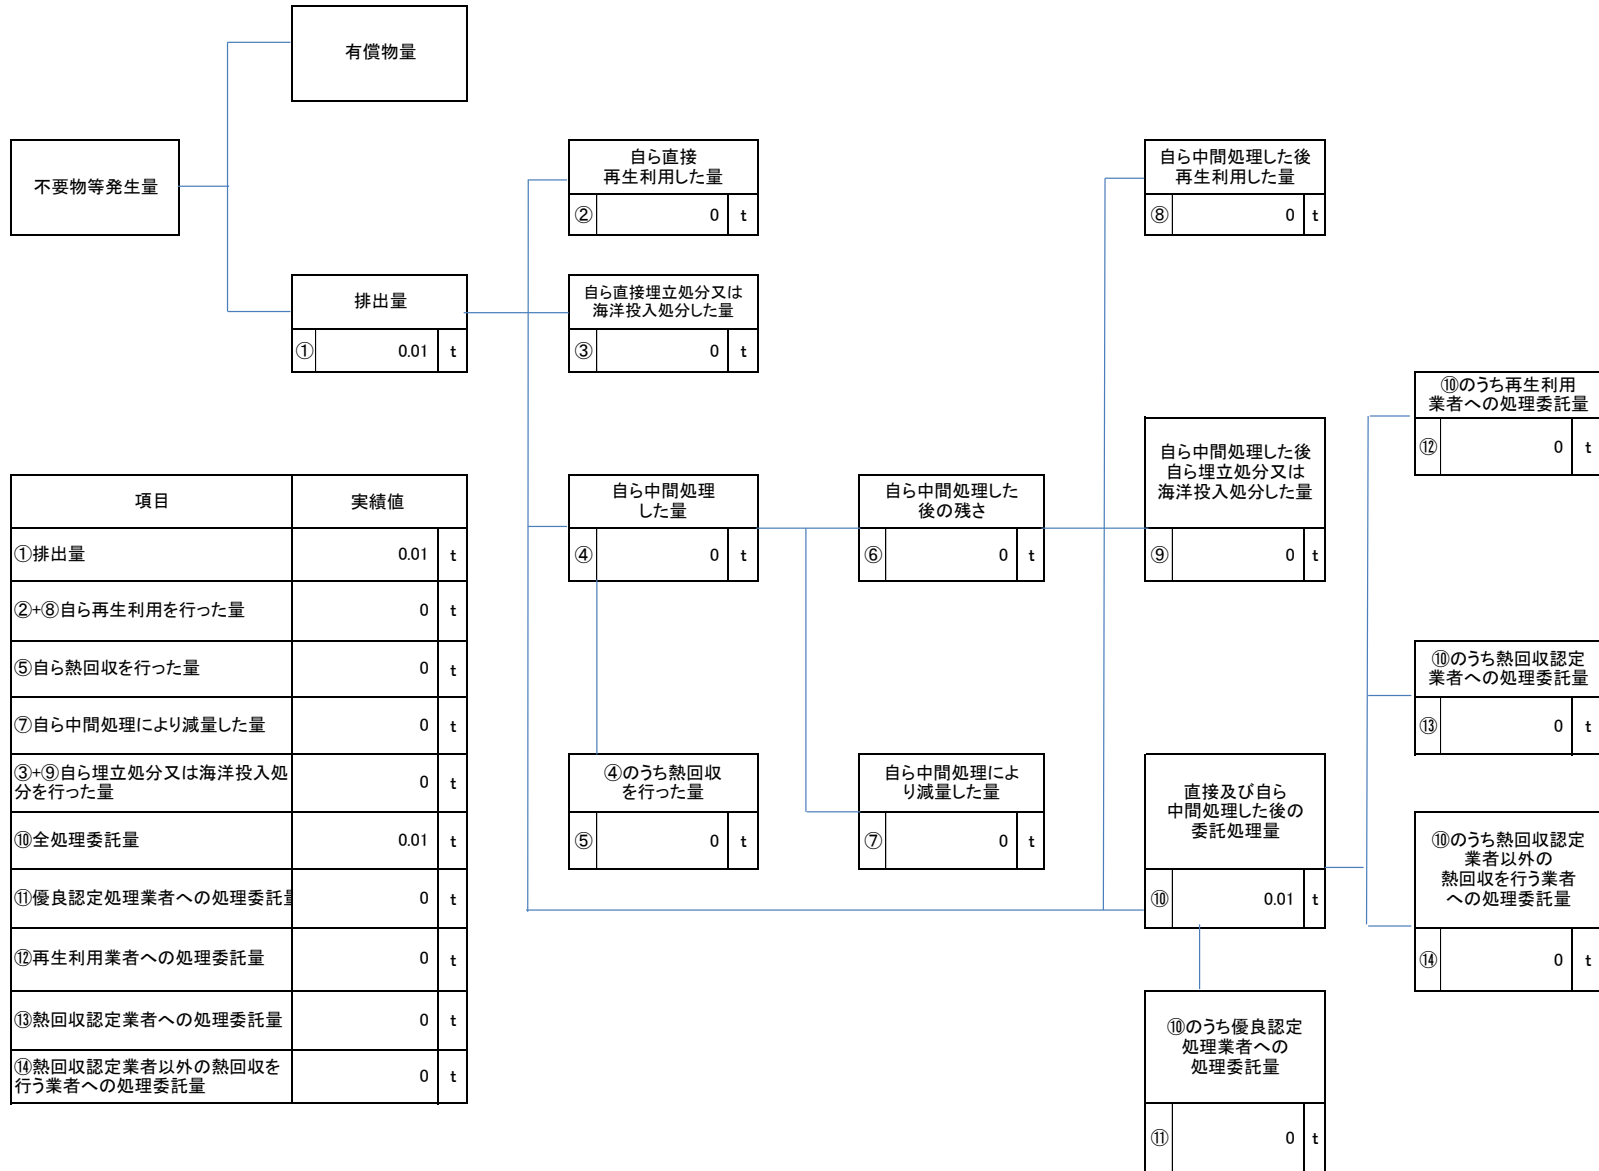 有償物量
不要物等発生量
排出量
① 0.01 t
自ら直接
再生利用した量
② 0 t
自ら直接埋立処分又は
海洋投入処分した量
③ 0 t
自ら中間処理
した量
④ 0 t
④のうち熱回収
を行った量
⑤ 0 t
自ら中間処理した
後の残さ
⑥ 0 t
自ら中間処理によ
り減量した量
⑦ 0 t
自ら中間処理した後
再生利用した量
⑧ 0 t
自ら中間処理した後
自ら埋立処分又は
海洋投入処分した量
⑨ 0 t
直接及び自ら
中間処理した後の
委託処理量
⑩ 0.01 t
⑩のうち優良認定
処理業者への
処理委託量
⑪ 0 t
⑩のうち再生利用
業者への処理委託量
⑫ 0 t
⑩のうち熱回収認定
業者への処理委託量
⑬ 0 t
⑩のうち熱回収認定
業者以外の
熱回収を行う業者
への処理委託量
⑭ 0 t
項目 実績値
①排出量 0.01 t
②+⑧自ら再生利用を行った量 0 t
⑤自ら熱回収を行った量 0 t
⑦自ら中間処理により減量した量 0 t
③+⑨自ら埋立処分又は海洋投入処
分を行った量 0 t
⑩全処理委託量 0.01 t
⑪優良認定処理業者への処理委託量 0 t
⑫再生利用業者への処理委託量 0 t
⑬熱回収認定業者への処理委託量 0 t
⑭熱回収認定業者以外の熱回収を
行う業者への処理委託量 0 t